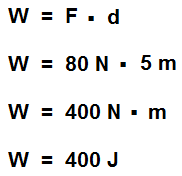 W = F ▪ d
W = 80 N ▪ 5 m
W = 400 N ▪ m
W = 400 J